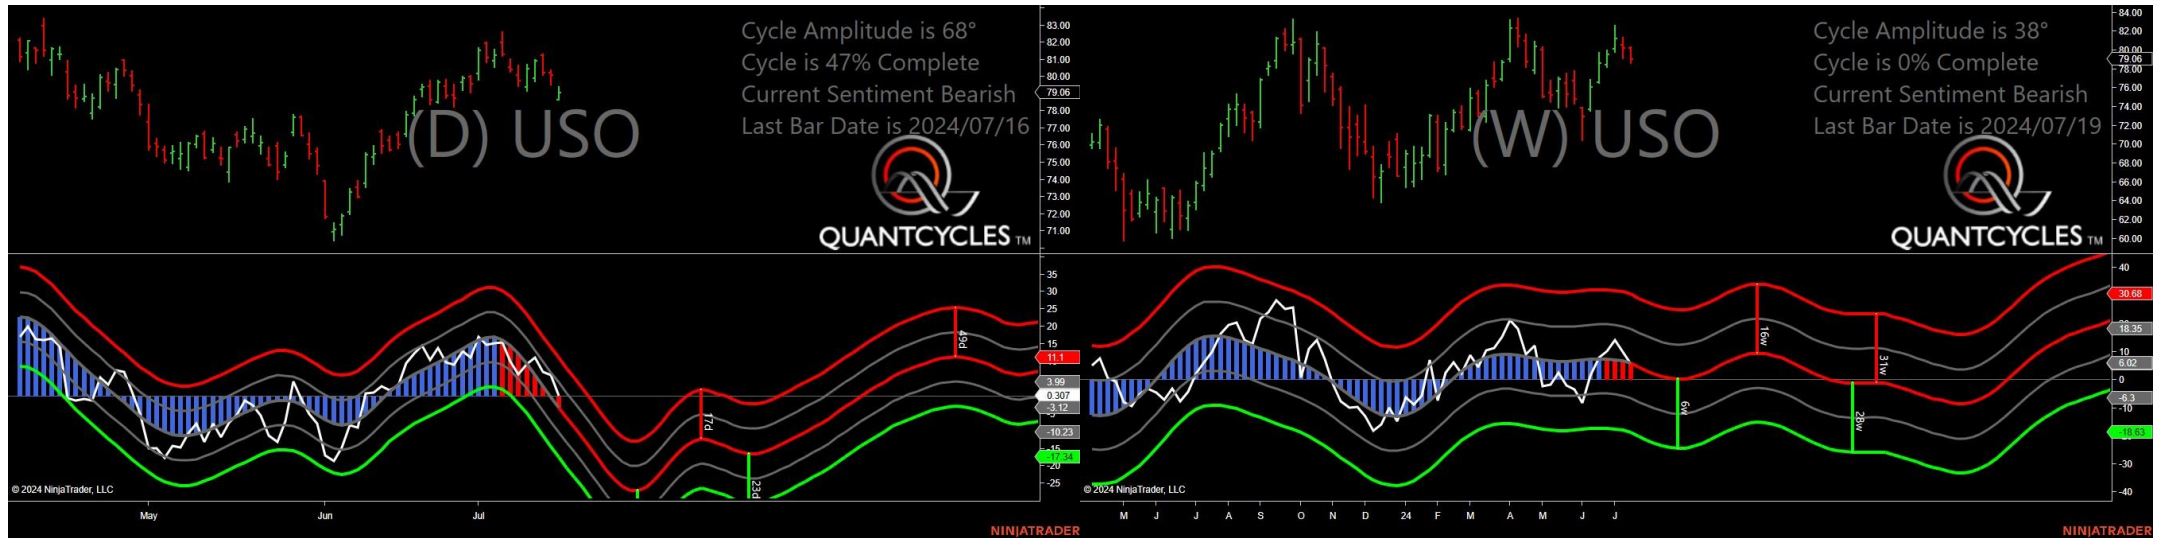 Cycle Amplitude is 68°
Cycle is 47% Complete
Current Sentiment Bearish
Last Bar Date is 2024/07/16
(D) USO
QUANTCYCLES TM
83.00
82.00
81.00
80.00
79.06
78.00
77.00
76.00
75.00
74.00
73.00
72.00
71.00
35
30
25
20
15
11.1
3.99
0.307
-3.12
-10.23
-15
-17.34
-20
-25
17d
23d
49d
© 2024 NinjaTrader, LLC
May
Jun
Jul
NINJATRADER
Cycle Amplitude is 38°
Cycle is 0% Complete
Current Sentiment Bearish
Last Bar Date is 2024/07/19
(W) USO
QUANTCYCLES TM
84.00
82.00
80.00
79.06
78.00
76.00
74.00
72.00
70.00
68.00
66.00
64.00
62.00
60.00
40
30.68
18.35
10
6.02
0
-6.3
-10
-18.63
-30
-40
6w
16w
28w
31w
© 2024 NinjaTrader, LLC
M J J A S O N D 24 F M A M J J
NINJATRADER